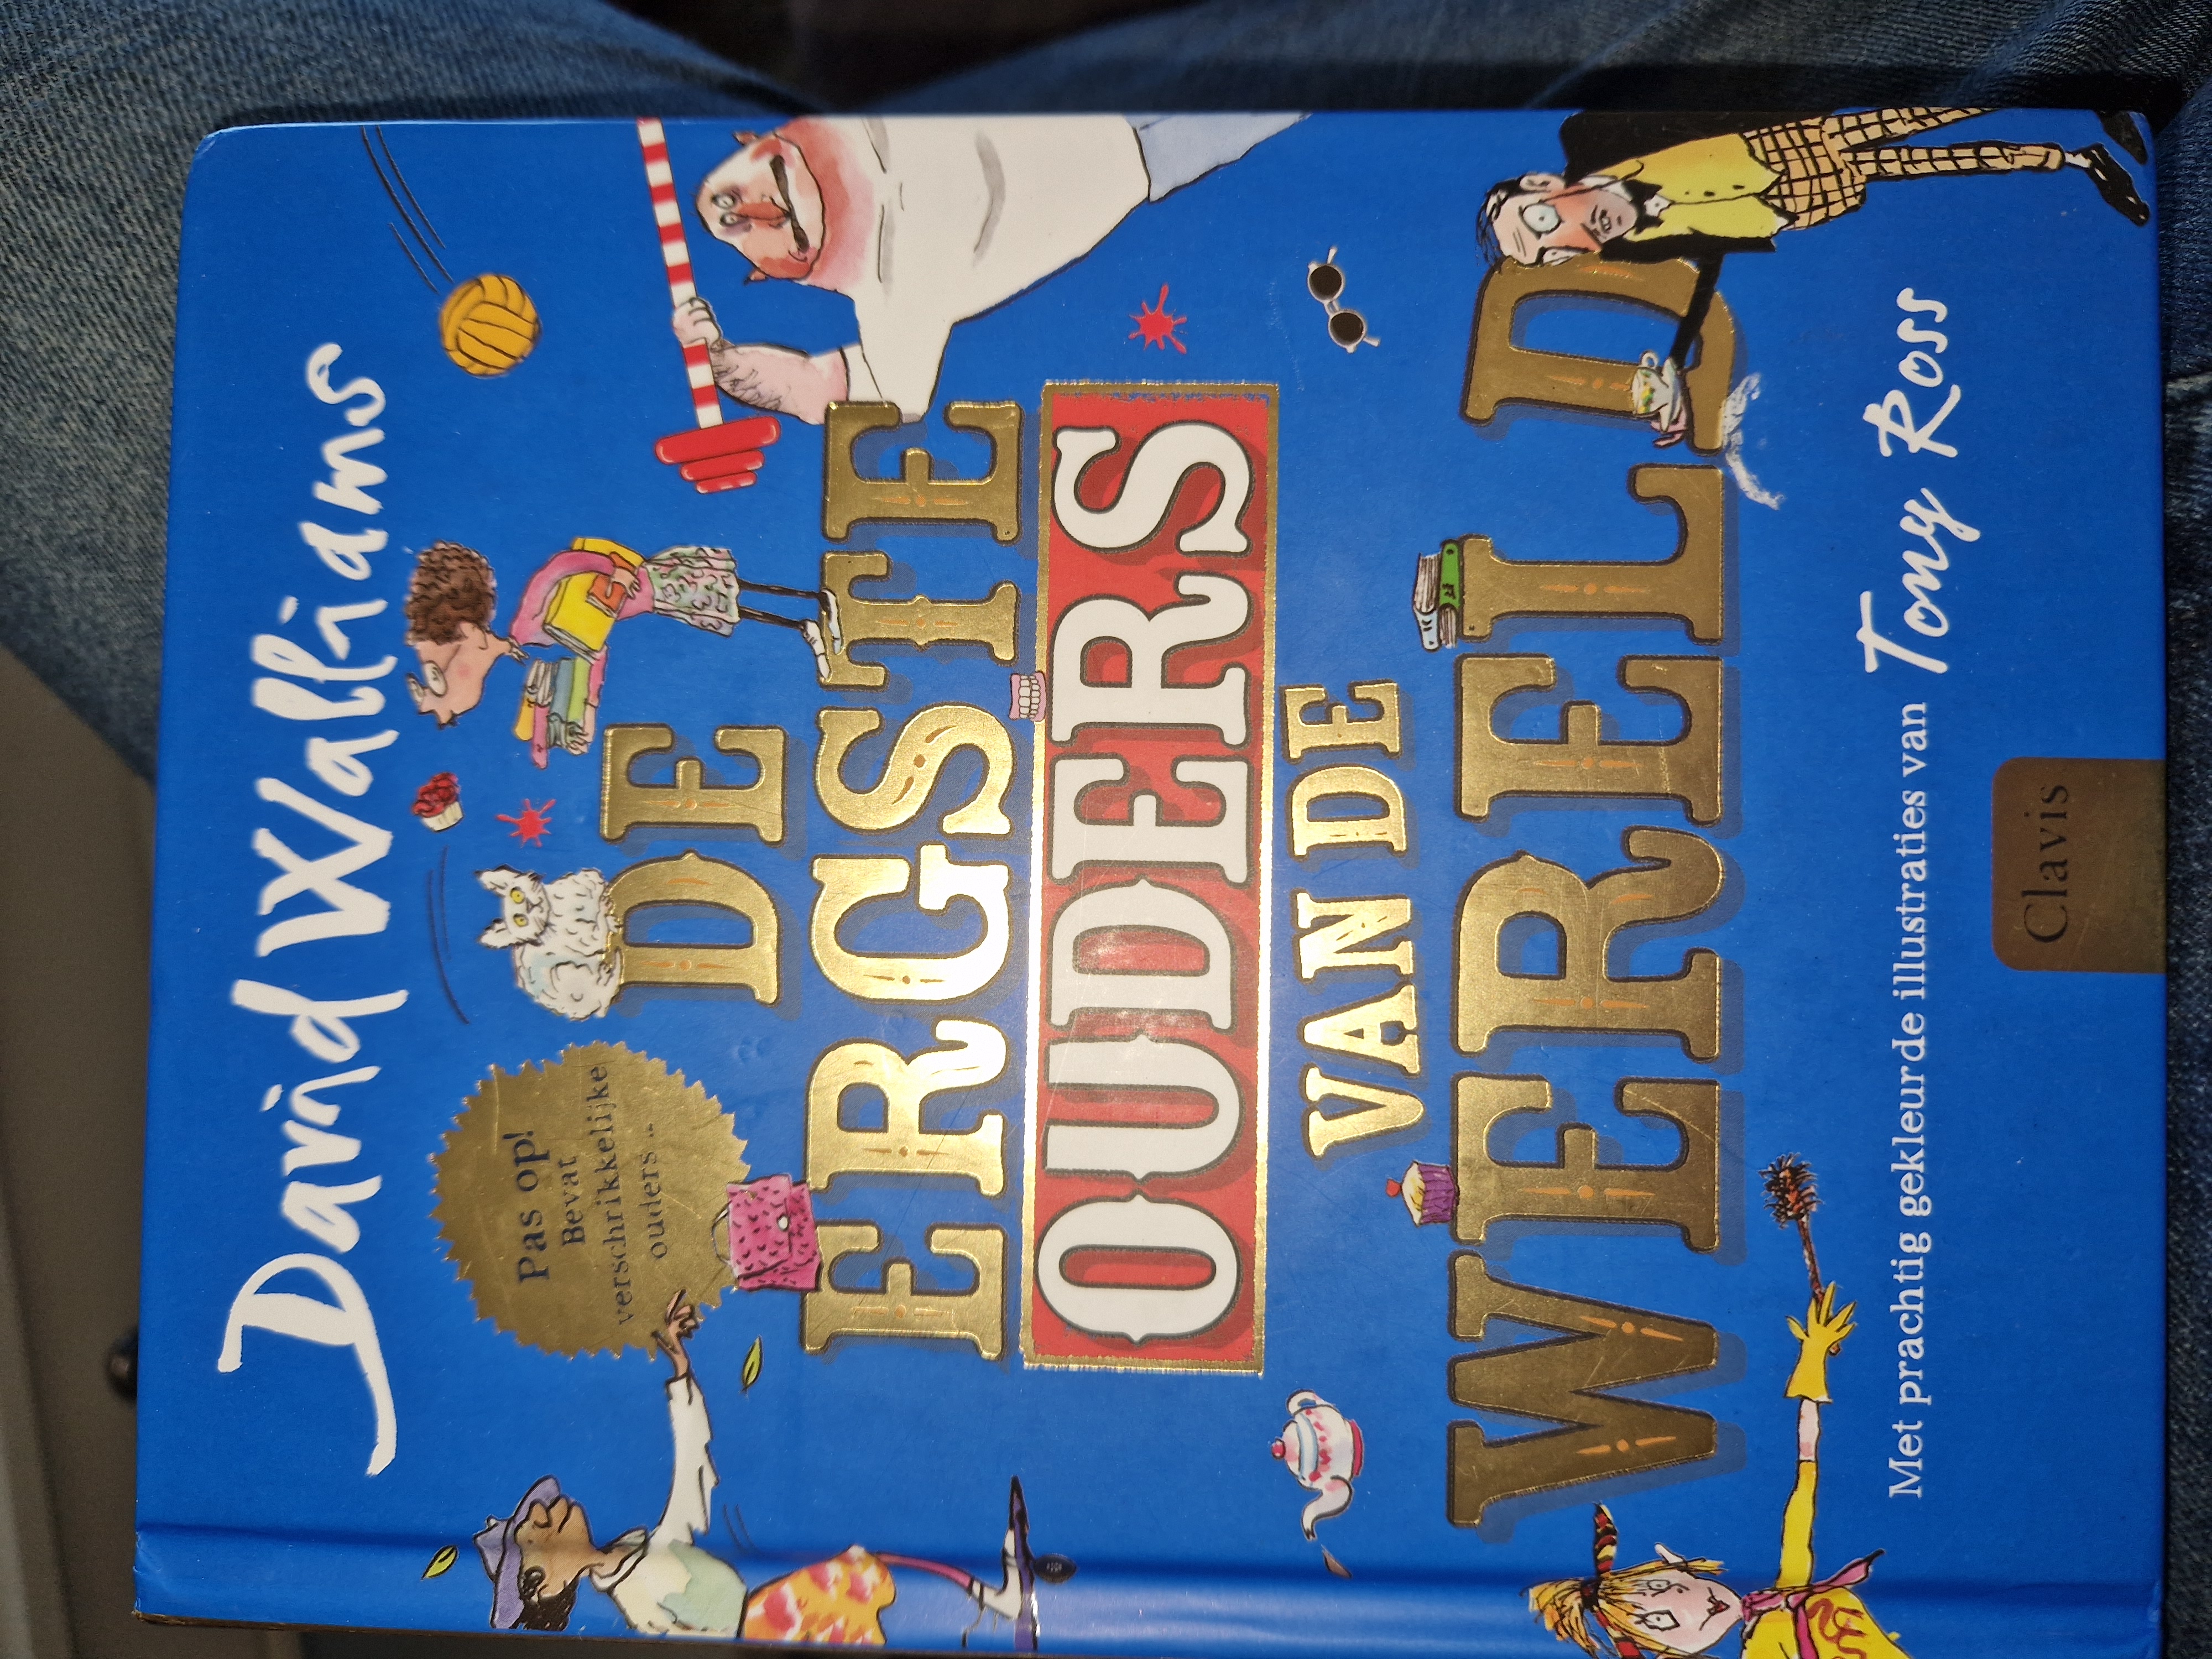 David Walliams
Pas op!
Bevat
verschrikkelijke
ouders...
DE
ERGSTE
OUDERS
VAN DE
WERELD
Met prachtig gekleurde illustraties van Tony Ross
Clavis